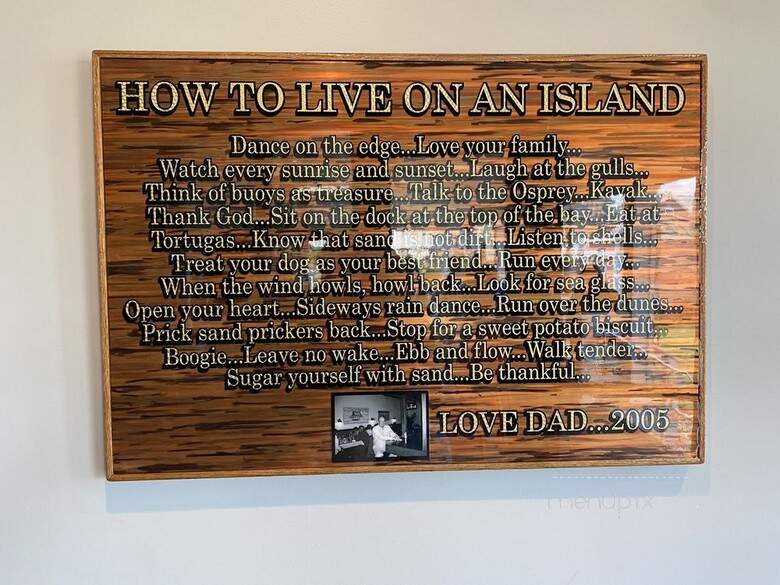 HOW TO LIVE ON AN ISLAND
Dance on the edge...Love your family...
Watch every sunrise and sunset...Laugh at the gulls...
Think of buoys as treasure...Talk to the Osprey...Kayak...
Thank God...Sit on the dock at the top of the bay...Eat at
Tortugas...Know that sand is not dirt...Listen to shells...
Treat your dog as your best friend...Run every day...
When the wind howls, howl back...Look for sea glass...
Open your heart...Sideways rain dance...Run over the dunes...
Prick sand prickers back...Stop for a sweet potato biscuit...
Boogie...Leave no wake...Ebb and flow...Walk tender...
Sugar yourself with sand...Be thankful...
LOVE DAD...2005
menupix